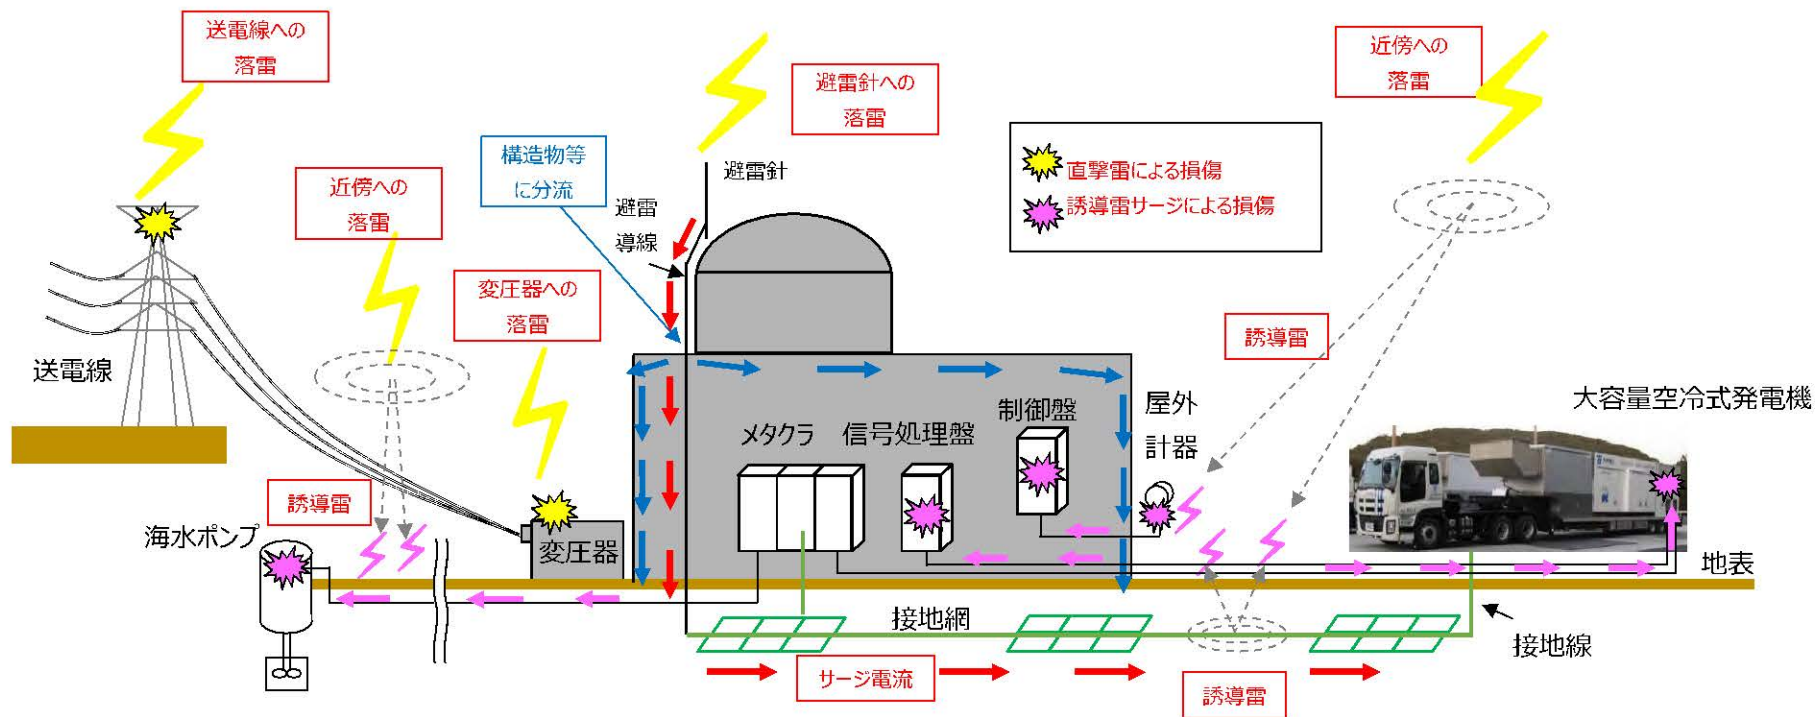 送電線への
落雷
近傍への
落雷
避雷針への
落雷
近傍への
落雷
構造物等
に分流
避雷針
避雷
導線
変圧器への
落雷
直撃雷による損傷
誘導雷サージによる損傷
送電線
誘導雷
大容量空冷式発電機
メタクラ
信号処理盤
制御盤
屋外
計器
誘導雷
海水ポンプ
変圧器
地表
接地網
接地線
サージ電流
誘導雷